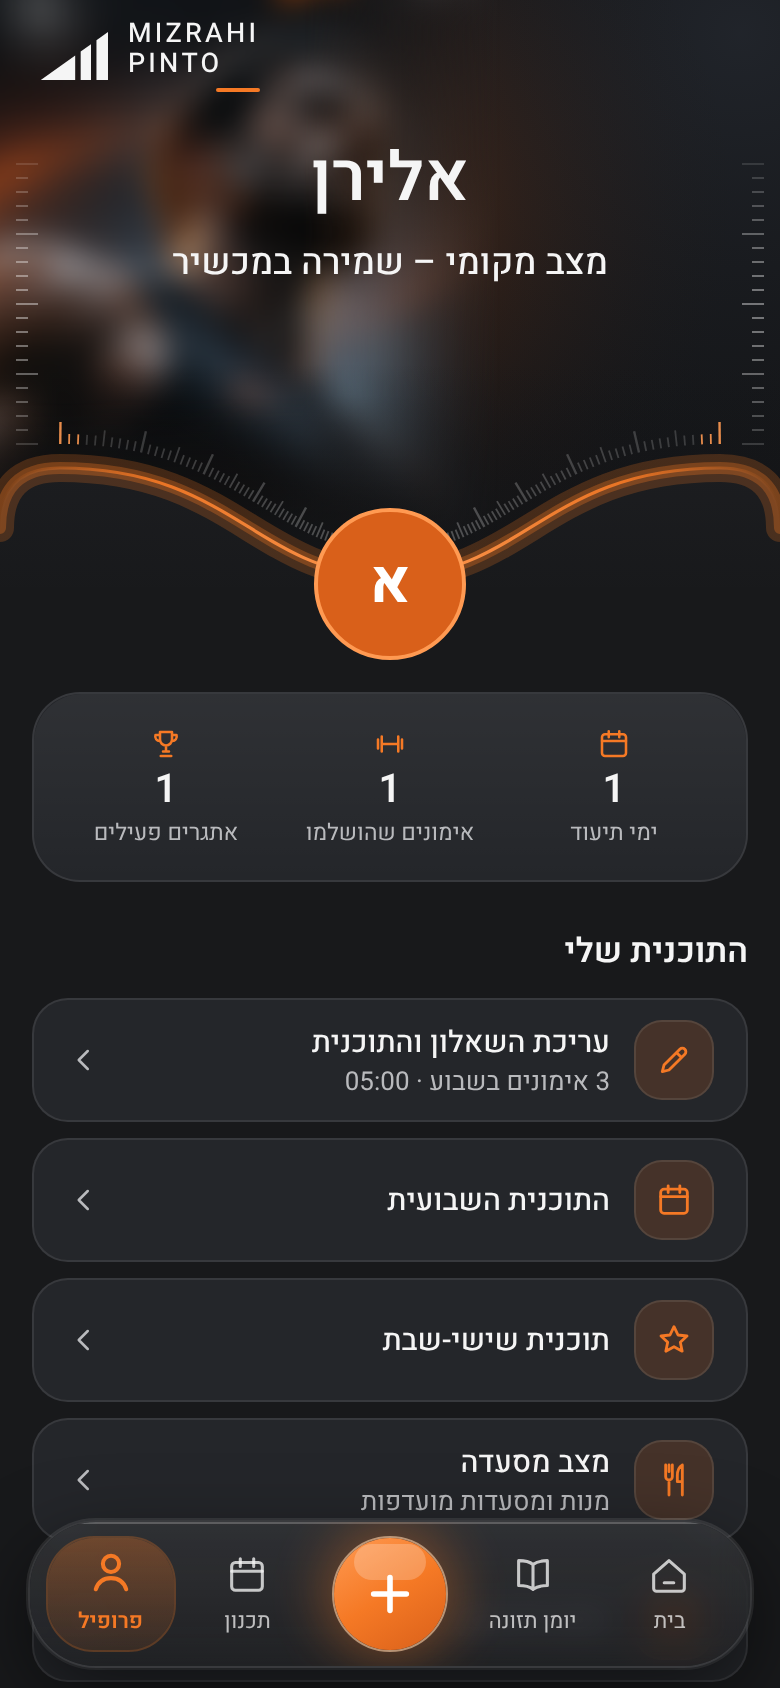 MIZRAHI
PINTO
אלירן
מצב מקומי – שמירה במכשיר
א
1
ימי תיעוד
1
אימונים שהושלמו
1
אתגרים פעילים
התוכנית שלי
עריכת השאלון והתוכנית
3 אימונים בשבוע · 05:00
התוכנית השבועית
תוכנית שישי-שבת
מצב מסעדה
מנות ומסעדות מועדפות
בית
יומן תזונה
תכנון
פרופיל